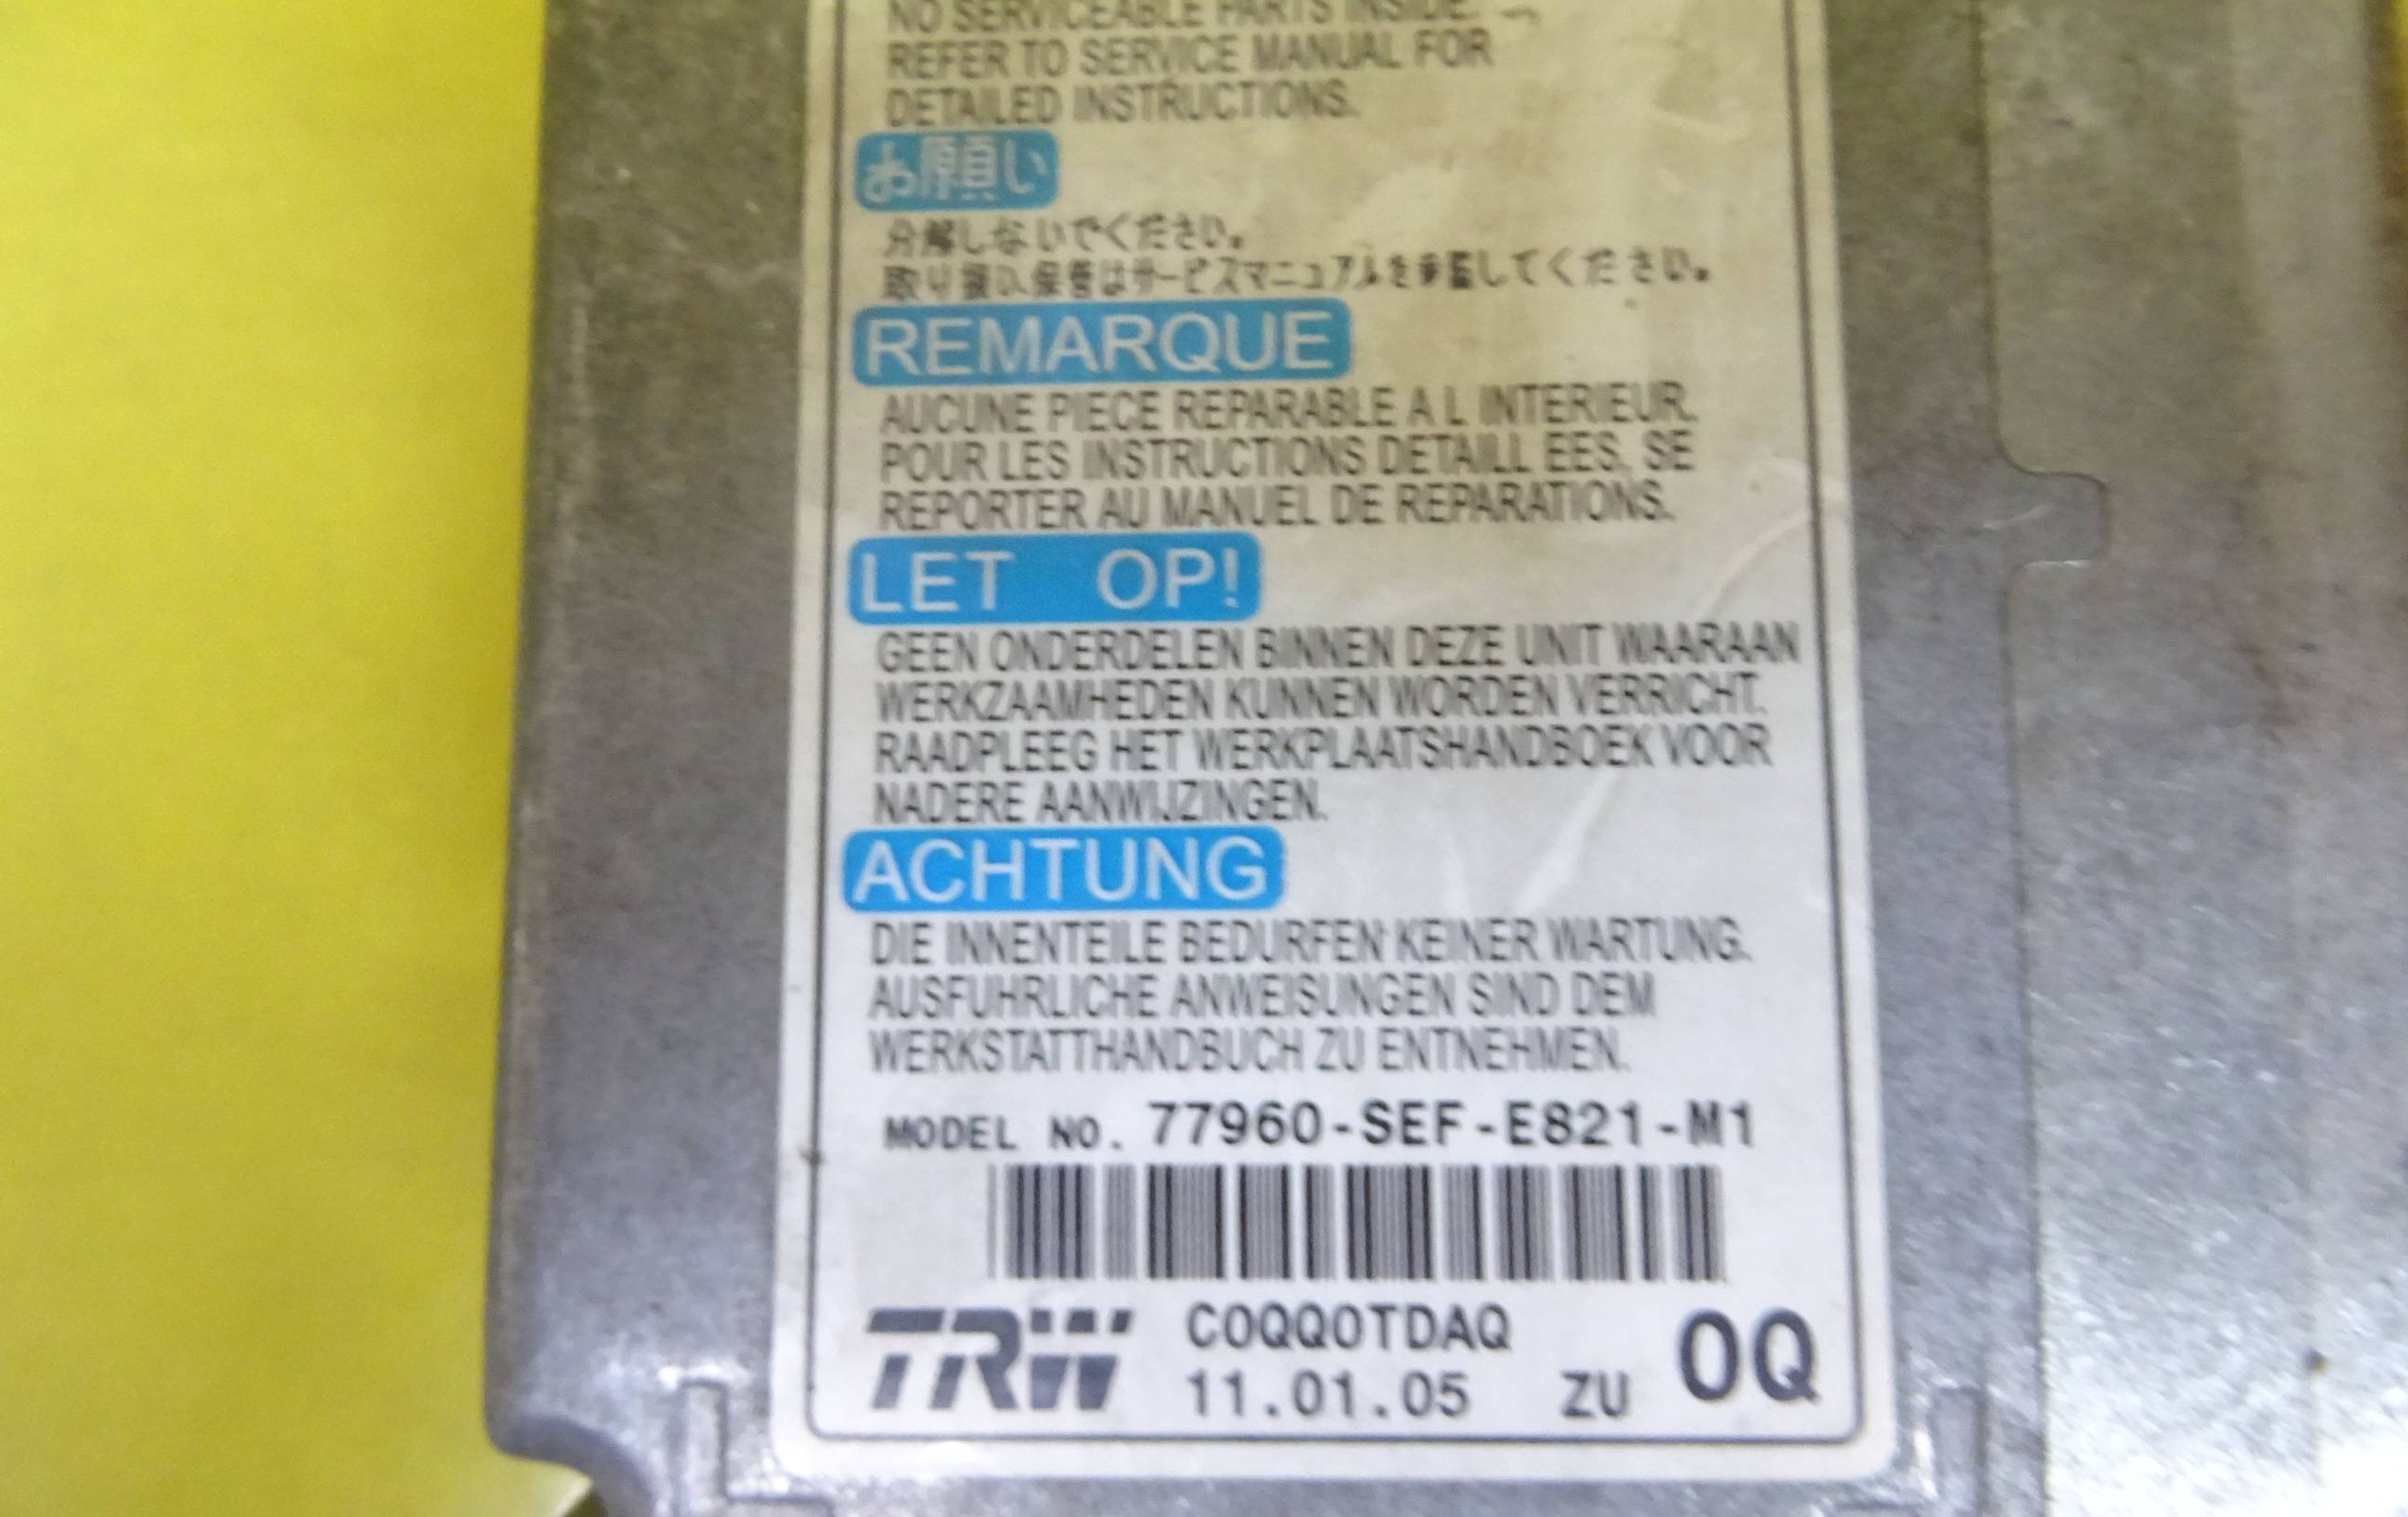 NO SERVICEABLE PARTS INSIDE.
REFER TO SERVICE MANUAL FOR
DETAILED INSTRUCTIONS.
お願い
分解しないでください。
取り扱い、保管はサービスマニュアルを参照してください。
REMARQUE
AUCUNE PIECE REPARABLE A L INTERIEUR.
POUR LES INSTRUCTIONS DETAILL EES, SE
REPORTER AU MANUEL DE REPARATIONS.
LET OP!
GEEN ONDERDELEN BINNEN DEZE UNIT WAARAAN
WERKZAAMHEDEN KUNNEN WORDEN VERRICHT.
RAADPLEEG HET WERKPLAATSHANDBOEK VOOR
NADERE AANWIJZINGEN.
ACHTUNG
DIE INNENTEILE BEDURFEN KEINER WARTUNG.
AUSFUHRLICHE ANWEISUNGEN SIND DEM
WERKSTATTHANDBUCH ZU ENTNEHMEN.
MODEL NO. 77960-SEF-E821-M1
TRW C0QQ0TDAQ
11.01.05 ZU 0Q